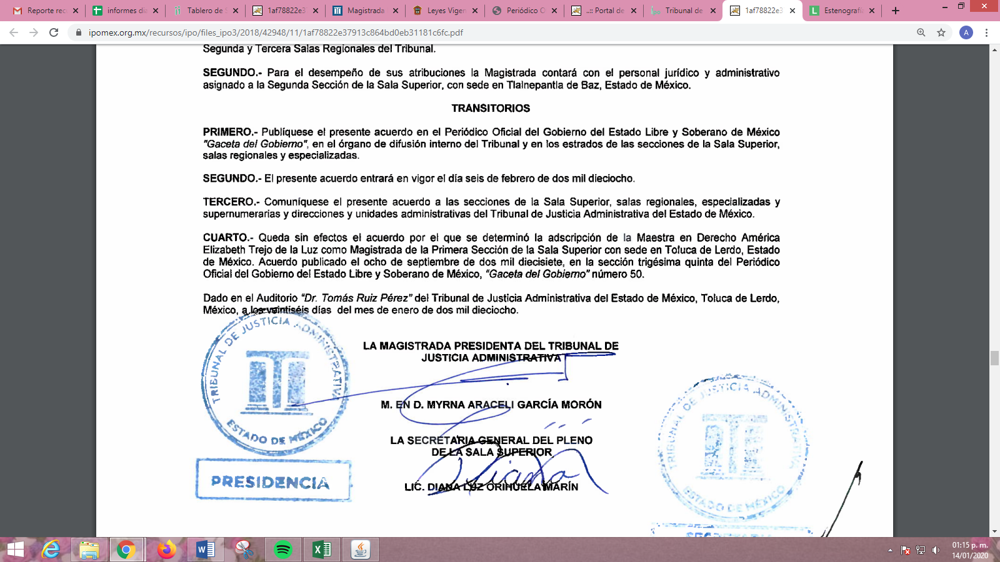 Reporte re
informes di
Tablero de S
1af78822e3
Magistrada
Leyes Vigen
Periódico O
..:: Portal de
Tribunal de
1af78822e3
Estenografí
ipomex.org.mx/recursos/ipo/files_ipo3/2018/42948/11/1af78822e37913c864bd0eb31181c6fc.pdf
A
Segunda y Tercera Salas Regionales del Tribunal.
SEGUNDO.- Para el desempeño de sus atribuciones la Magistrada contará con el personal jurídico y administrativo
asignado a la Segunda Sección de la Sala Superior, con sede en Tlalnepantla de Baz, Estado de México.
TRANSITORIOS
PRIMERO.- Publíquese el presente acuerdo en el Periódico Oficial del Gobierno del Estado Libre y Soberano de México
"Gaceta del Gobierno", en el órgano de difusión interno del Tribunal y en los estrados de las secciones de la Sala Superior,
salas regionales y especializadas.
SEGUNDO.- El presente acuerdo entrará en vigor el día seis de febrero de dos mil dieciocho.
TERCERO.- Comuníquese el presente acuerdo a las secciones de la Sala Superior, salas regionales, especializadas y
supernumerarias y direcciones y unidades administrativas del Tribunal de Justicia Administrativa del Estado de México.
CUARTO.- Queda sin efectos el acuerdo por el que se determinó la adscripción de la Maestra en Derecho América
Elizabeth Trejo de la Luz como Magistrada de la Primera Sección de la Sala Superior con sede en Toluca de Lerdo, Estado
de México. Acuerdo publicado el ocho de septiembre de dos mil diecisiete, en la sección trigésima quinta del Periódico
Oficial del Gobierno del Estado Libre y Soberano de México, "Gaceta del Gobierno" número 50.
Dado en el Auditorio "Dr. Tomás Ruiz Pérez" del Tribunal de Justicia Administrativa del Estado de México, Toluca de Lerdo,
México, a los veintiséis días del mes de enero de dos mil dieciocho.
TRIBUNAL DE JUSTICIA ADMINISTRATIVA
ESTADO DE MÉXICO
PRESIDENCIA
LA MAGISTRADA PRESIDENTA DEL TRIBUNAL DE
JUSTICIA ADMINISTRATIVA
M. EN D. MYRNA ARACELI GARCÍA MORÓN
LA SECRETARIA GENERAL DEL PLENO
DE LA SALA SUPERIOR
Diana
LIC. DIANA LUZ ORIHUELA MARÍN
TRIBUNAL DE JUSTICIA ADMINISTRATIVA
ESTADO DE MÉXICO
01:15 p. m.
14/01/2020